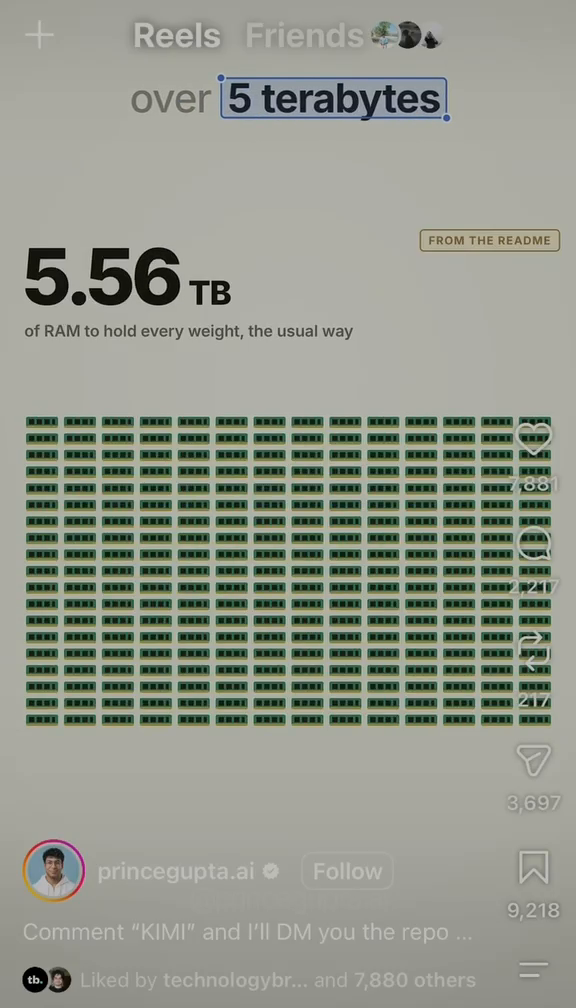 Reels Friends
over 5 terabytes
FROM THE README
5.56 TB
of RAM to hold every weight, the usual way
7,881
2,217
217
3,697
princegupta.ai Follow
9,218
Comment “KIMI” and I’ll DM you the repo ...
tb. Liked by technologybr... and 7,880 others